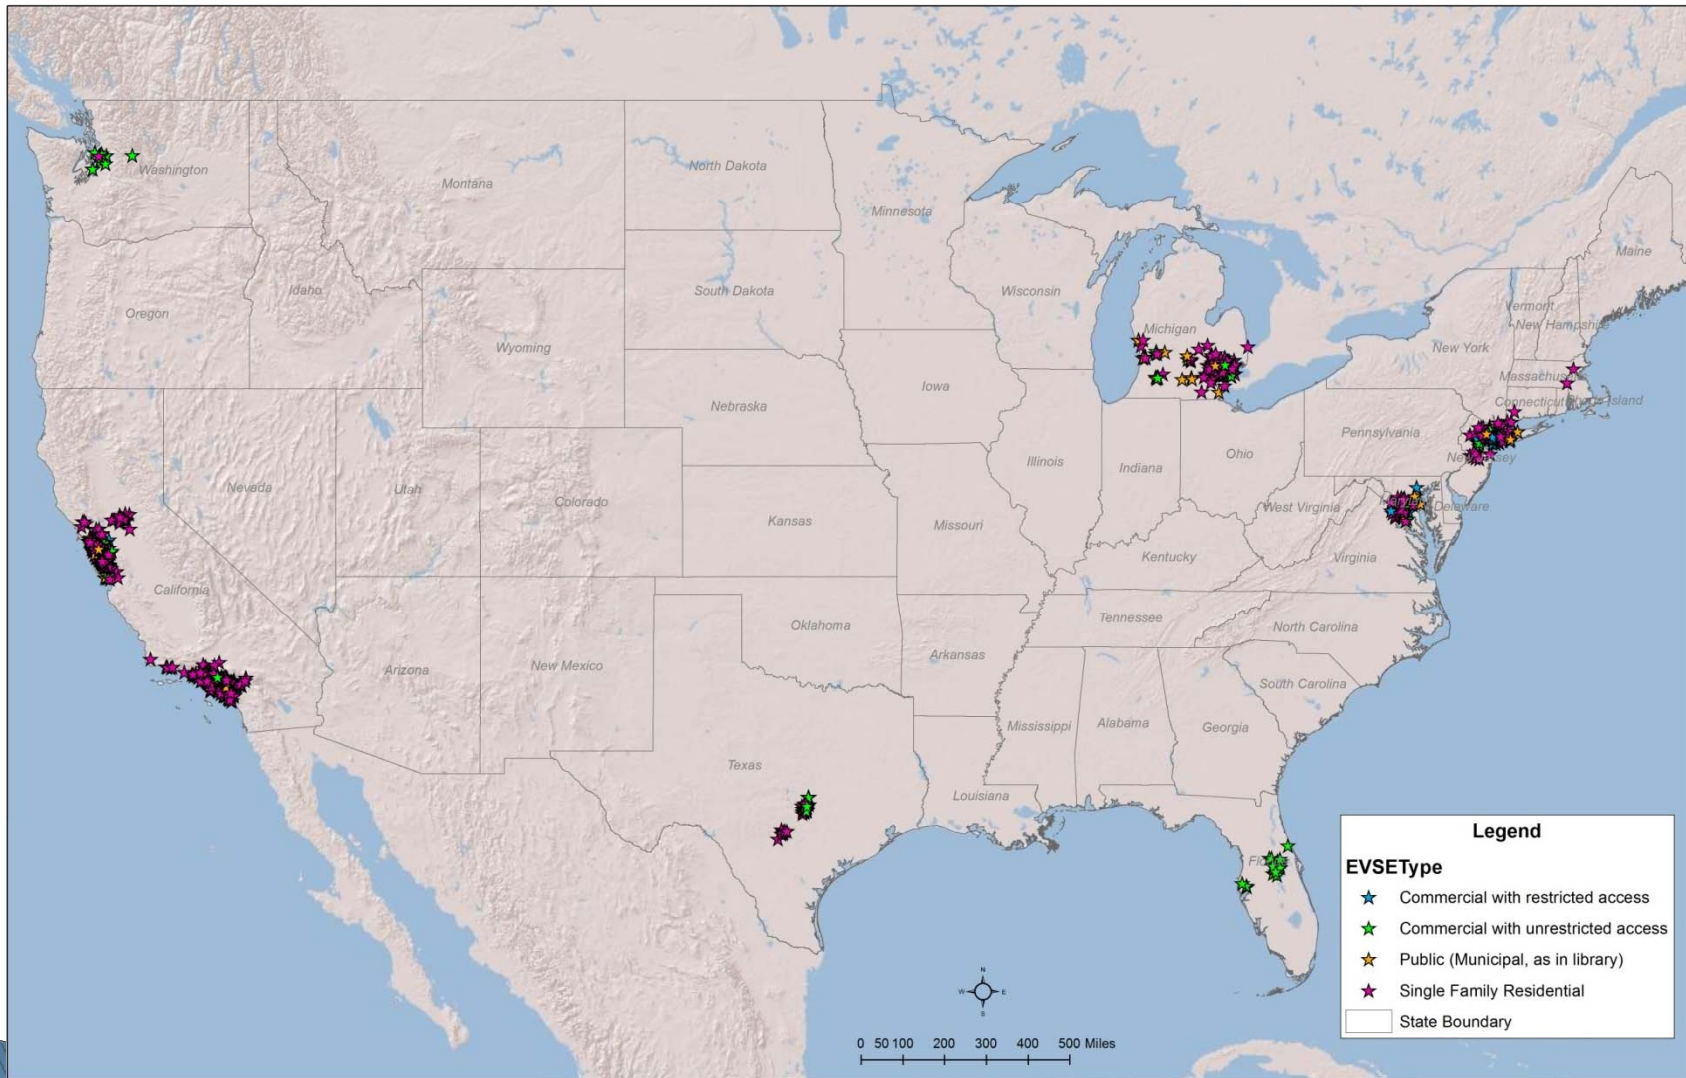 Washington
Montana
North Dakota
Minnesota
Maine
Oregon
Idaho
South Dakota
Wisconsin
Michigan
Vermont
New Hampshire
New York
Wyoming
Iowa
Nebraska
Pennsylvania
Nevada
Utah
Colorado
Illinois
Indiana
Ohio
Kansas
Missouri
West Virginia
Delaware
Kentucky
Virginia
California
Tennessee
North Carolina
Oklahoma
Arkansas
Arizona
New Mexico
South Carolina
Mississippi
Alabama
Georgia
Texas
Louisiana
Legend
EVSEType
Commercial with restricted access
Commercial with unrestricted access
Public (Municipal, as in library)
Single Family Residential
State Boundary
N
W E
S
0 50 100 200 300 400 500 Miles